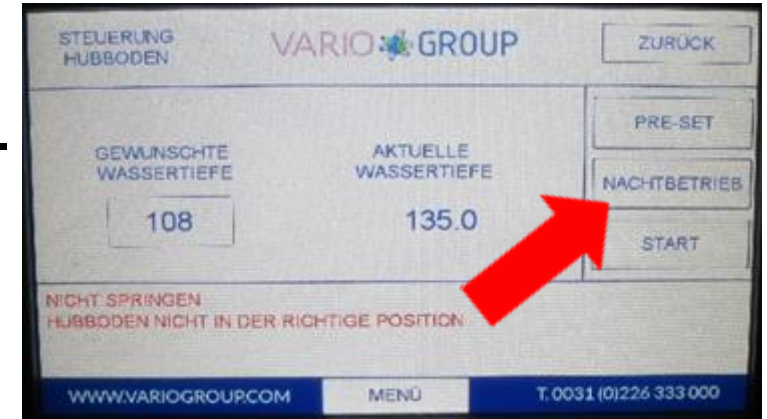 STEUERUNG
HUBBODEN
VARIO GROUP
ZURÜCK
GEWUNSCHTE
WASSERTIEFE
108
AKTUELLE
WASSERTIEFE
135.0
PRE-SET
NACHTBETRIEB
START
NICHT SPRINGEN
HUBBODEN NICHT IN DER RICHTIGE POSITION
WWW.VARIOGROUP.COM
MENÜ
T. 0031 (0)226 333 000